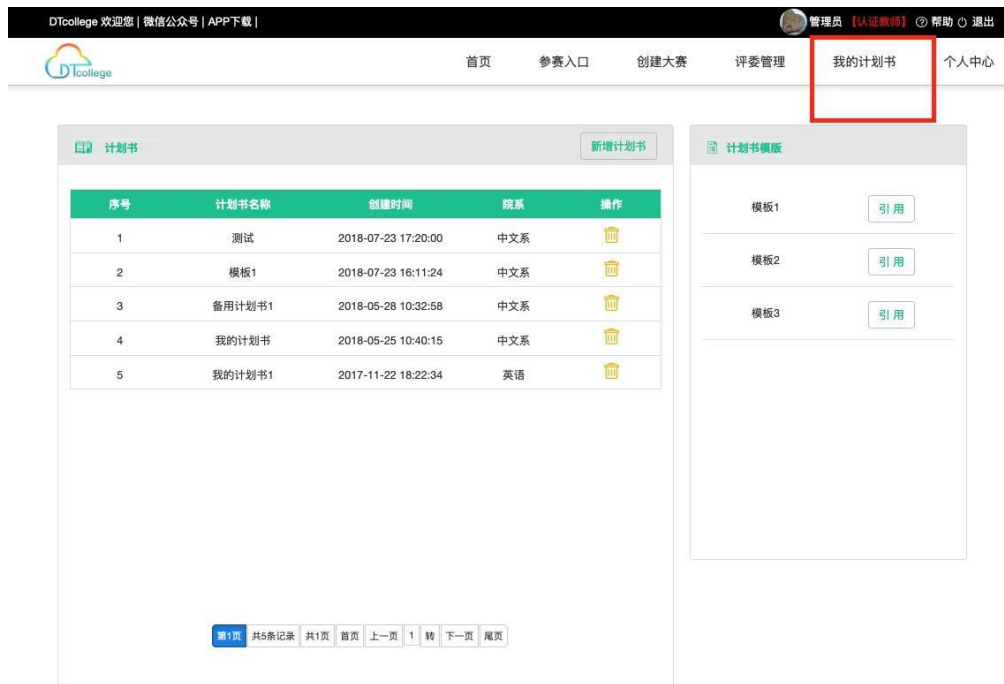 DTcollege 欢迎您 | 微信公众号 | APP下载 |
管理员 【认证教师】 帮助 退出
DTcollege
首页 参赛入口 创建大赛 评委管理 我的计划书 个人中心
计划书 新增计划书
计划书模版
序号 计划书名称 创建时间 院系 操作
1 测试 2018-07-23 17:20:00 中文系
2 模板1 2018-07-23 16:11:24 中文系
3 备用计划书1 2018-05-28 10:32:58 中文系
4 我的计划书 2018-05-25 10:40:15 中文系
5 我的计划书1 2017-11-22 18:22:34 英语
模板1 引用
模板2 引用
模板3 引用
第1页 共5条记录 共1页 首页 上一页 1 转 下一页 尾页